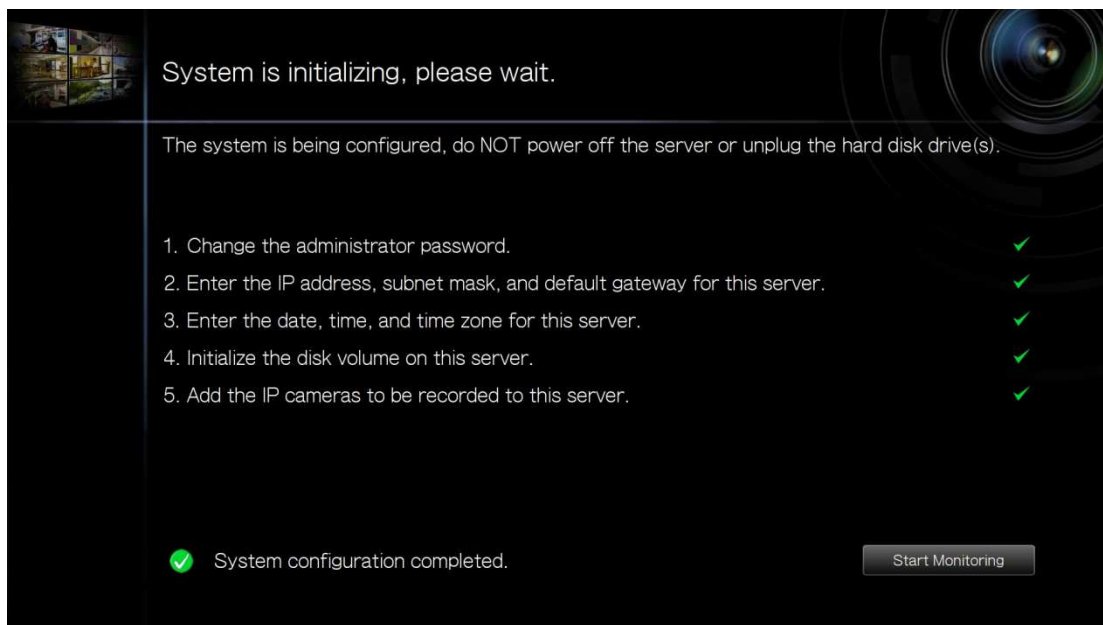 System is initializing, please wait.
The system is being configured, do NOT power off the server or unplug the hard disk drive(s).
1. Change the administrator password.
2. Enter the IP address, subnet mask, and default gateway for this server.
3. Enter the date, time, and time zone for this server.
4. Initialize the disk volume on this server.
5. Add the IP cameras to be recorded to this server.
System configuration completed.
Start Monitoring